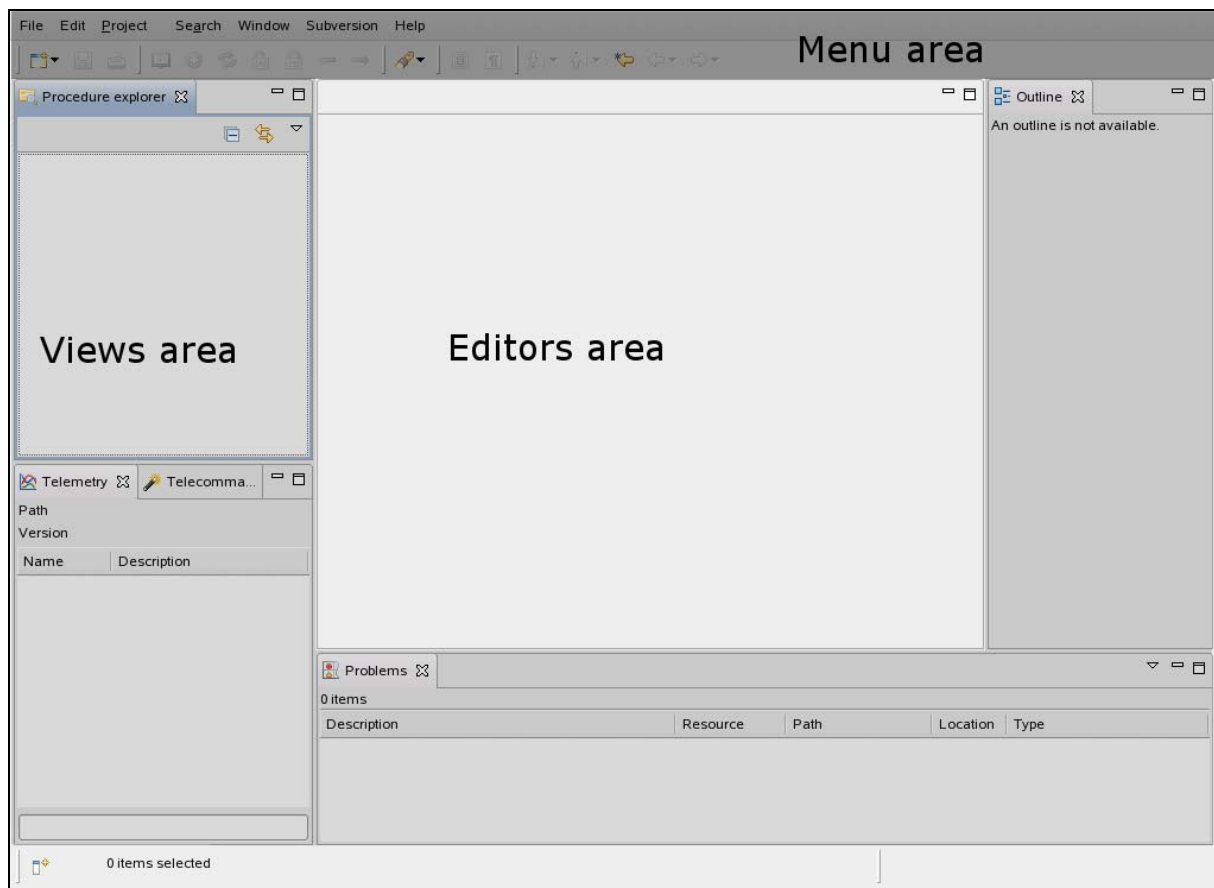 File Edit Project Search Window Subversion Help
Menu area
Procedure explorer
Outline
An outline is not available.
Views area
Editors area
Telemetry Telecomma...
Path
Version
Name Description
Problems
0 items
Description Resource Path Location Type
0 items selected